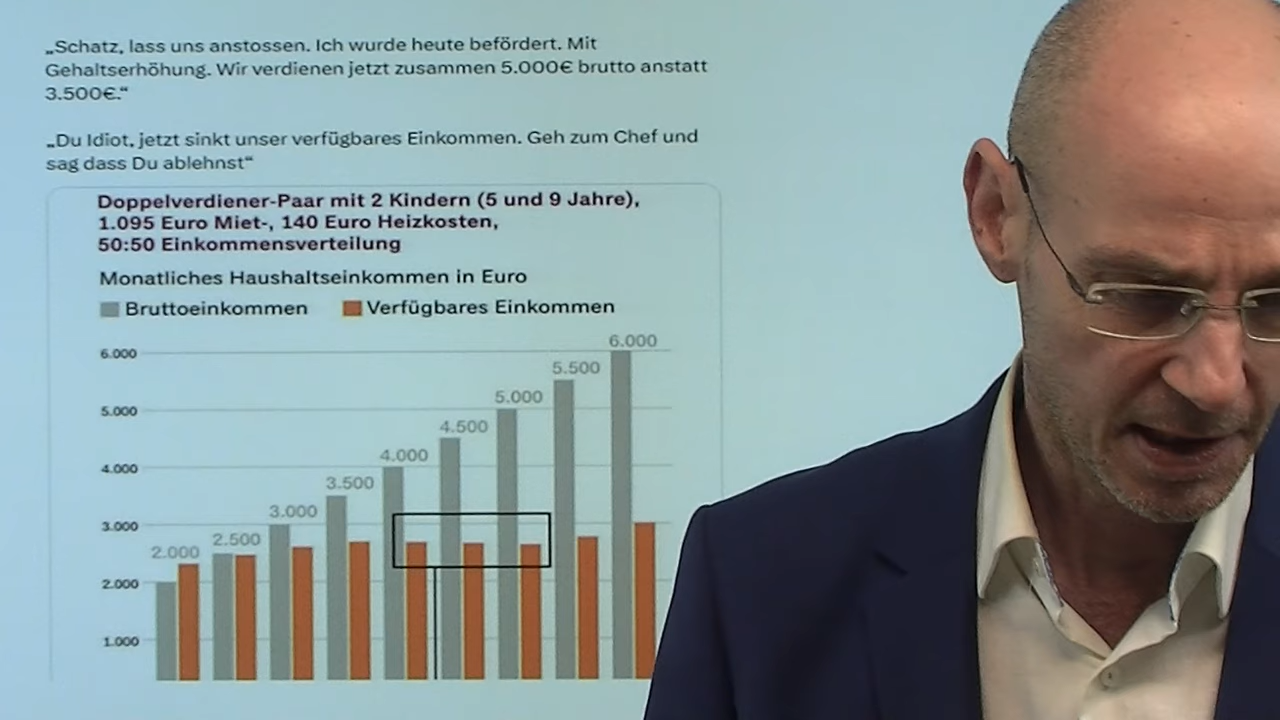 „Schatz, lass uns anstossen. Ich wurde heute befördert. Mit
Gehaltserhöhung. Wir verdienen jetzt zusammen 5.000€ brutto anstatt
3.500€.“
„Du Idiot, jetzt sinkt unser verfügbares Einkommen. Geh zum Chef und
sag dass Du ablehnst“
Doppelverdiener-Paar mit 2 Kindern (5 und 9 Jahre),
1.095 Euro Miet-, 140 Euro Heizkosten,
50:50 Einkommensverteilung
Monatliches Haushaltseinkommen in Euro
Bruttoeinkommen Verfügbares Einkommen
6.000
5.000
4.000
3.000
2.000
1.000
2.000
2.500
3.000
3.500
4.000
4.500
5.000
5.500
6.000